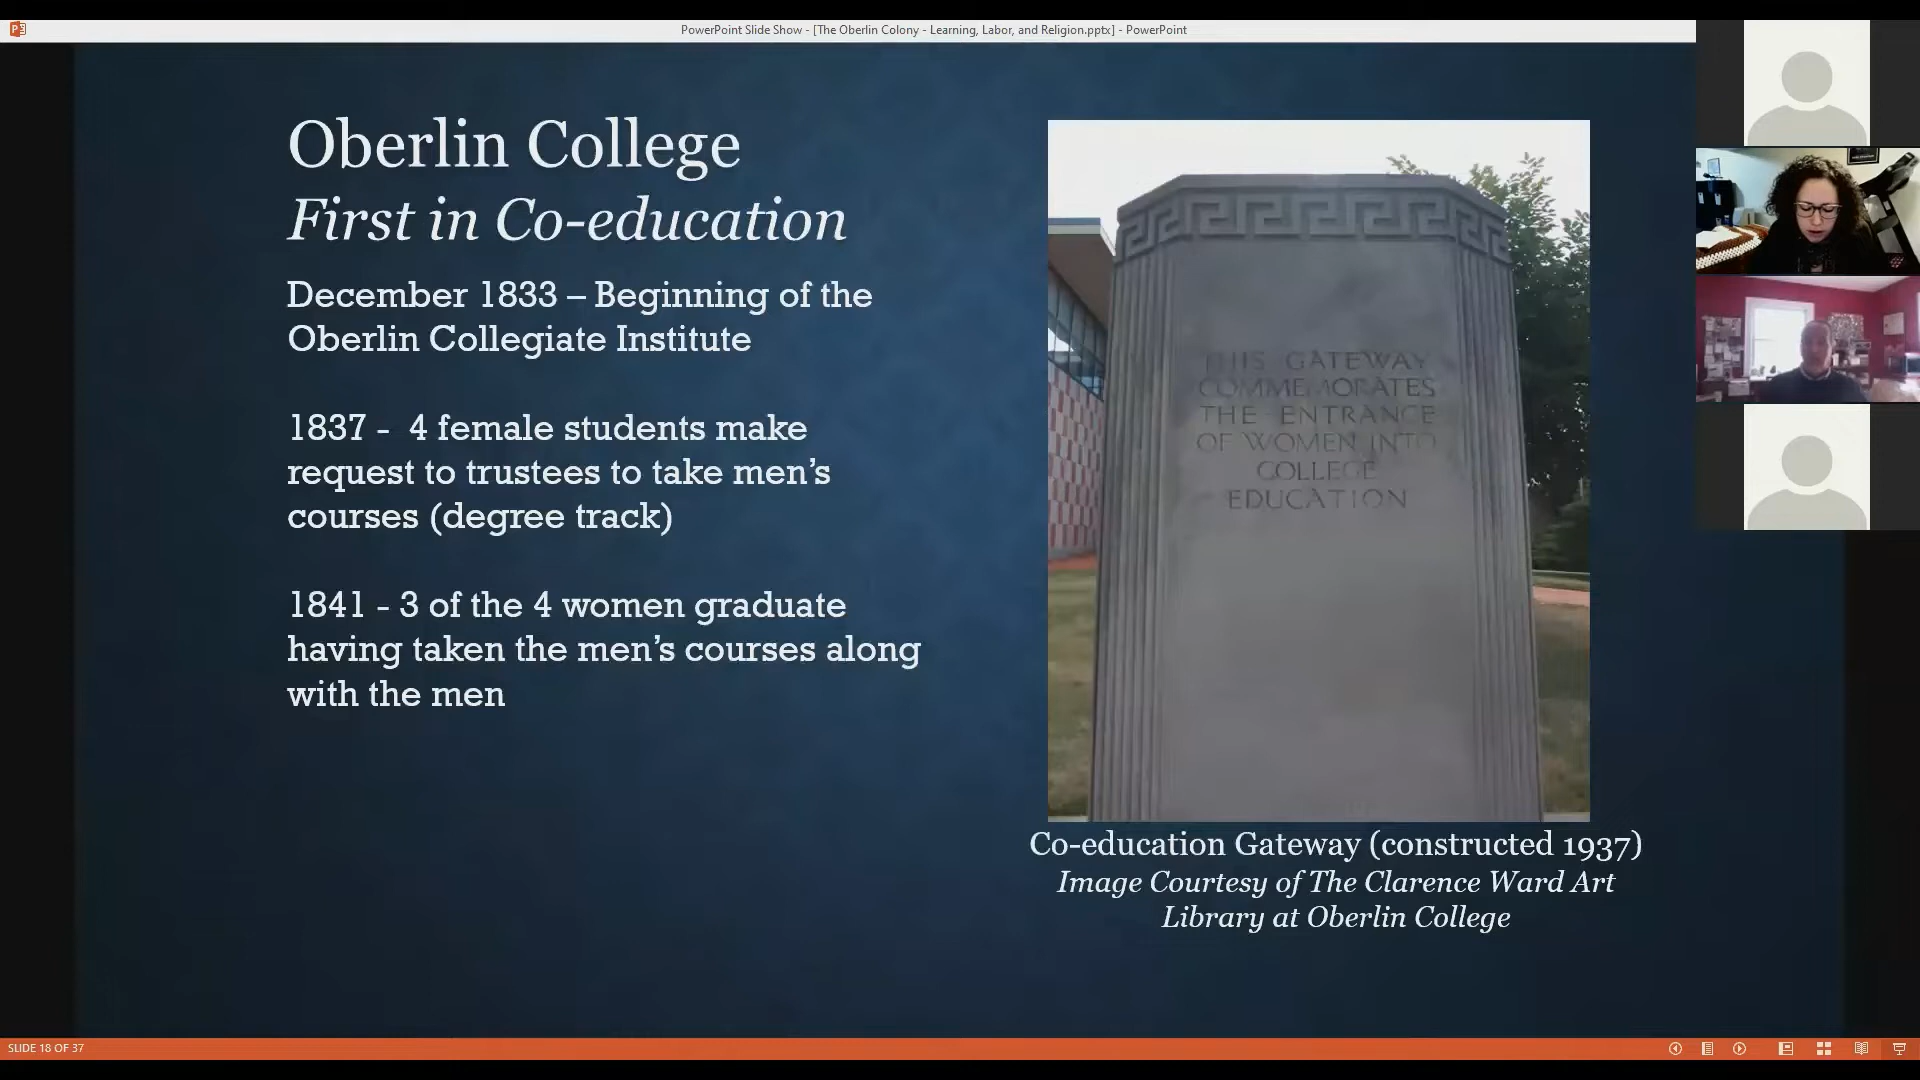 PowerPoint Slide Show - [The Oberlin Colony - Learning, Labor, and Religion.pptx] - PowerPoint
Oberlin College
First in Co-education
December 1833 – Beginning of the
Oberlin Collegiate Institute
1837 -  4 female students make
request to trustees to take men's
courses (degree track)
1841 - 3 of the 4 women graduate
having taken the men's courses along
with the men
THIS GATEWAY
COMMEMORATES
THE ENTRANCE
OF WOMEN INTO
COLLEGE
EDUCATION
Co-education Gateway (constructed 1937)
Image Courtesy of The Clarence Ward Art
Library at Oberlin College
SLIDE 18 OF 37